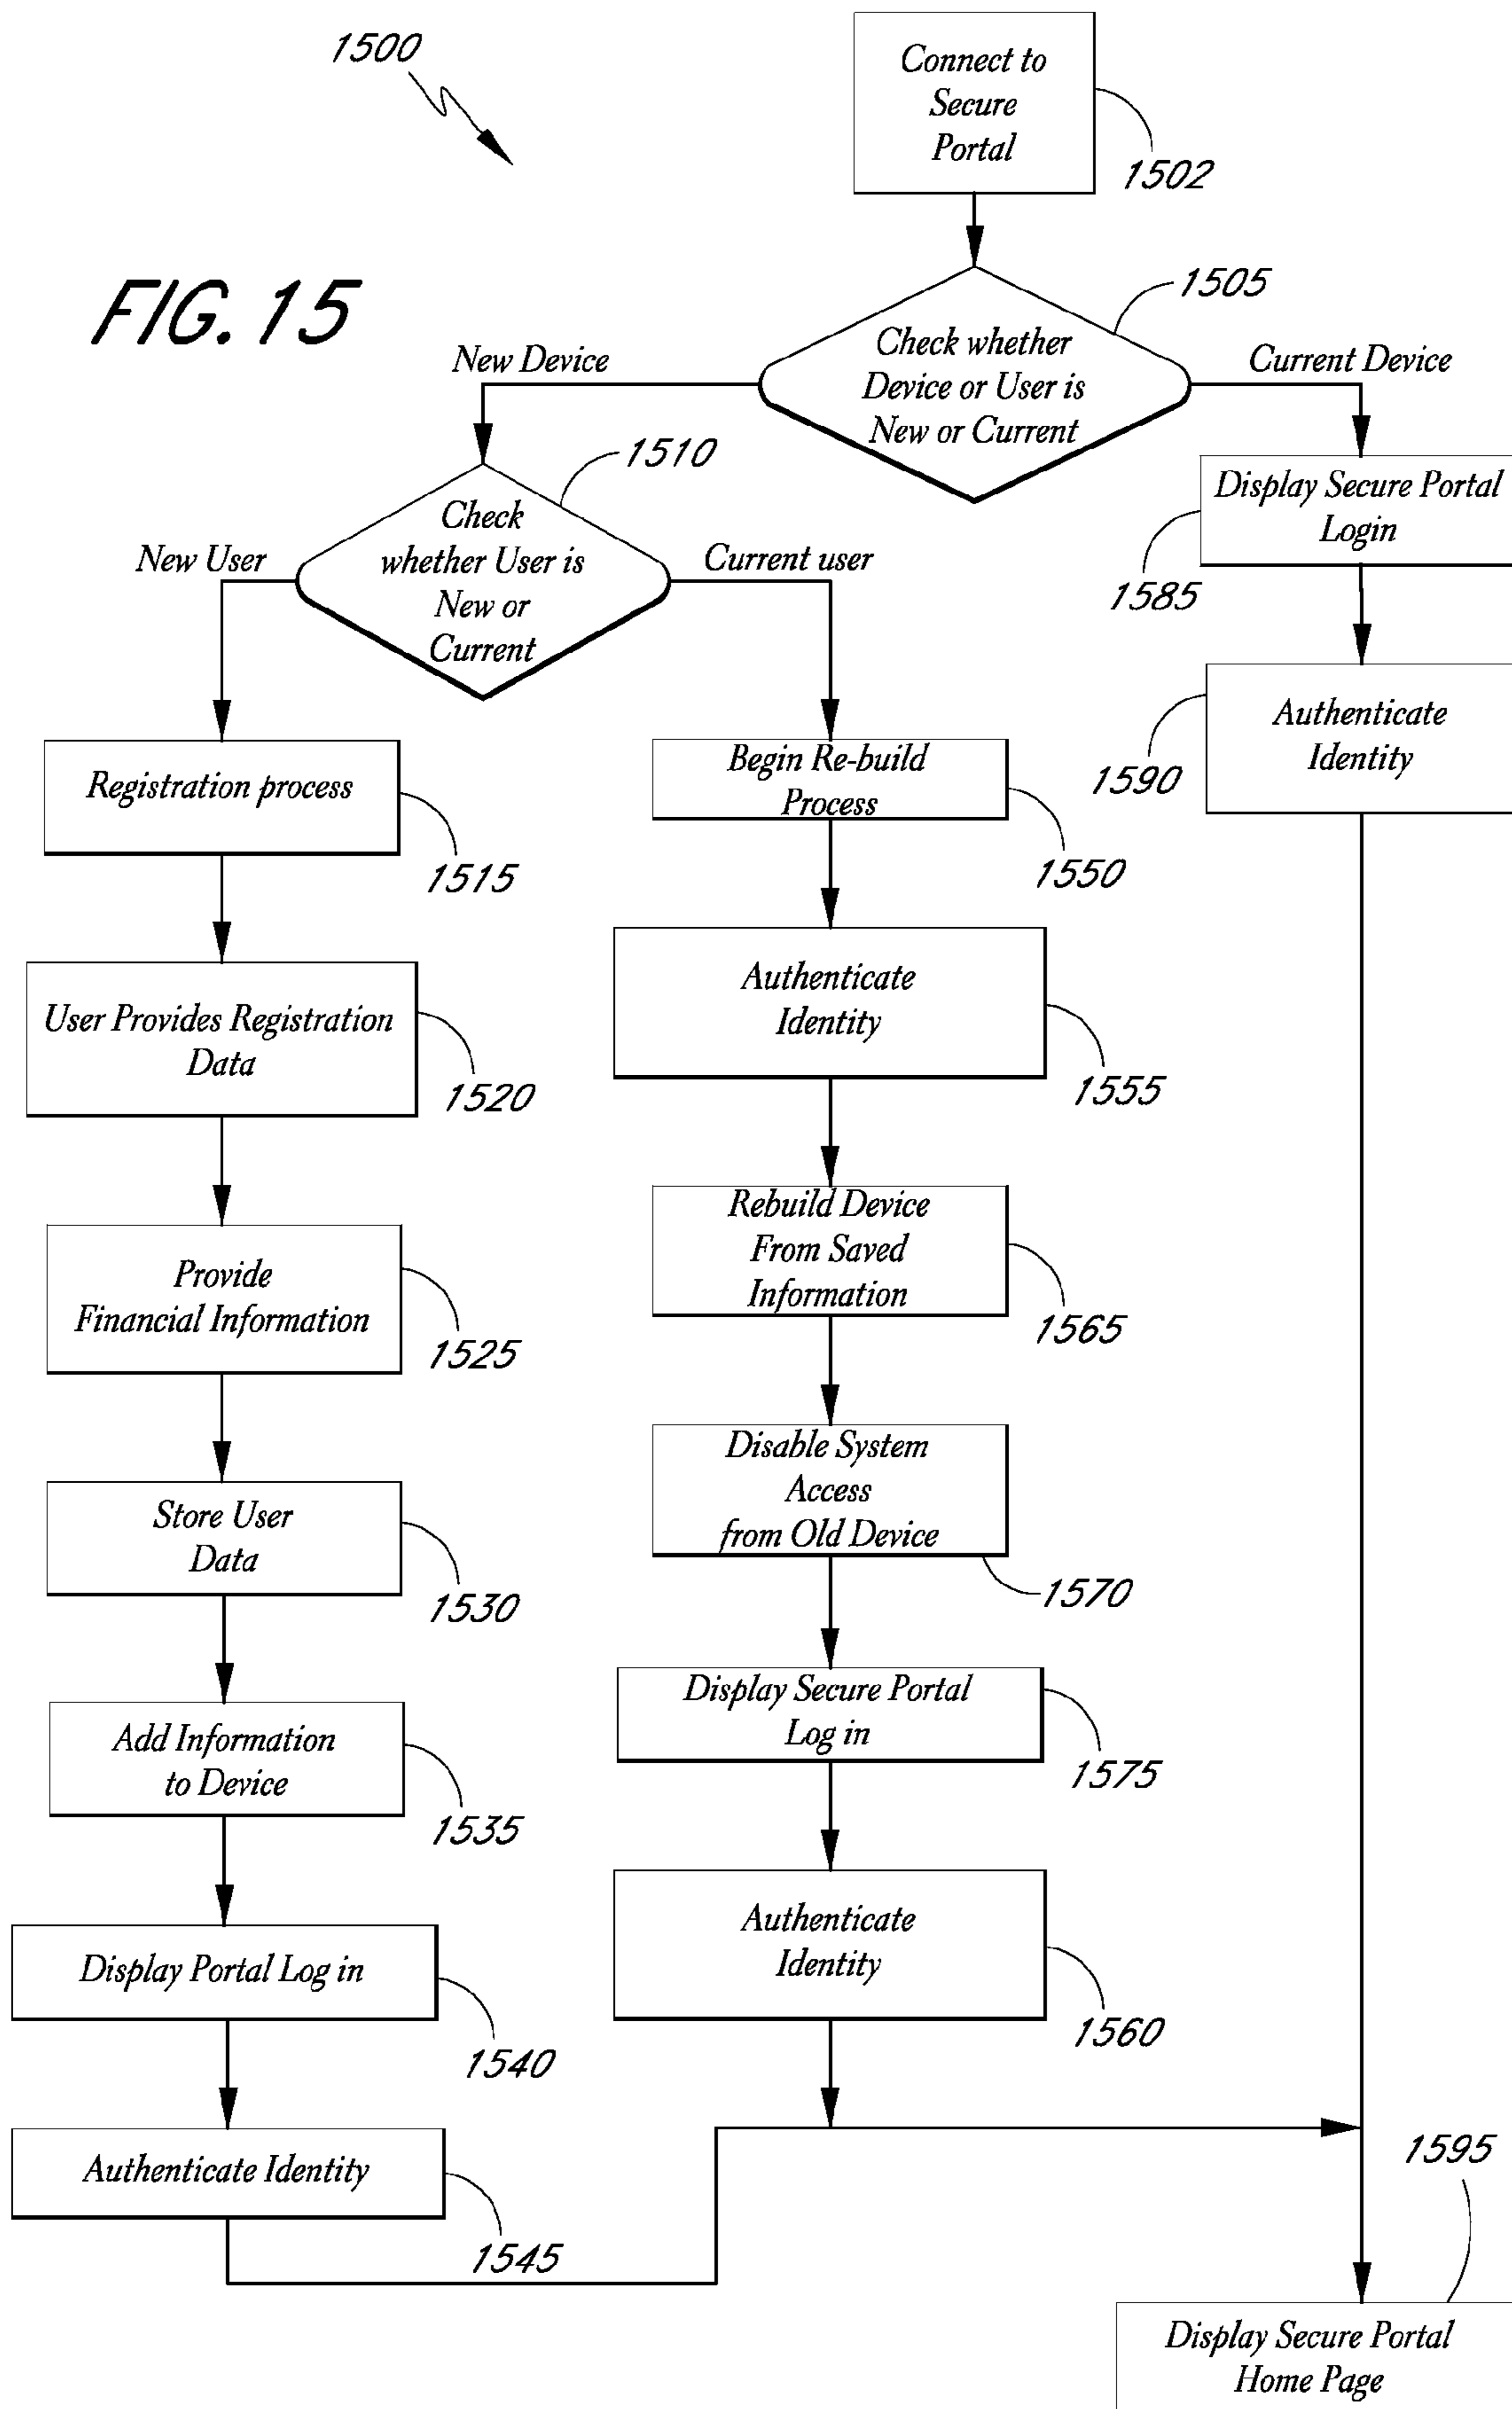 1500
Connect to
Secure
Portal
1502
FIG. 15
1505
Check whether
Device or User is
New or Current
New Device
Current Device
1510
Check
whether User is
New or
Current
New User
Current user
Display Secure Portal
Login
1585
Authenticate
Identity
1590
Registration process
1515
Begin Re-build
Process
1550
User Provides Registration
Data
1520
Authenticate
Identity
1555
Provide
Financial Information
1525
Rebuild Device
From Saved
Information
1565
Store User
Data
1530
Disable System
Access
from Old Device
1570
Add Information
to Device
1535
Display Secure Portal
Log in
1575
Display Portal Log in
1540
Authenticate
Identity
1560
Authenticate Identity
1545
1595
Display Secure Portal
Home Page